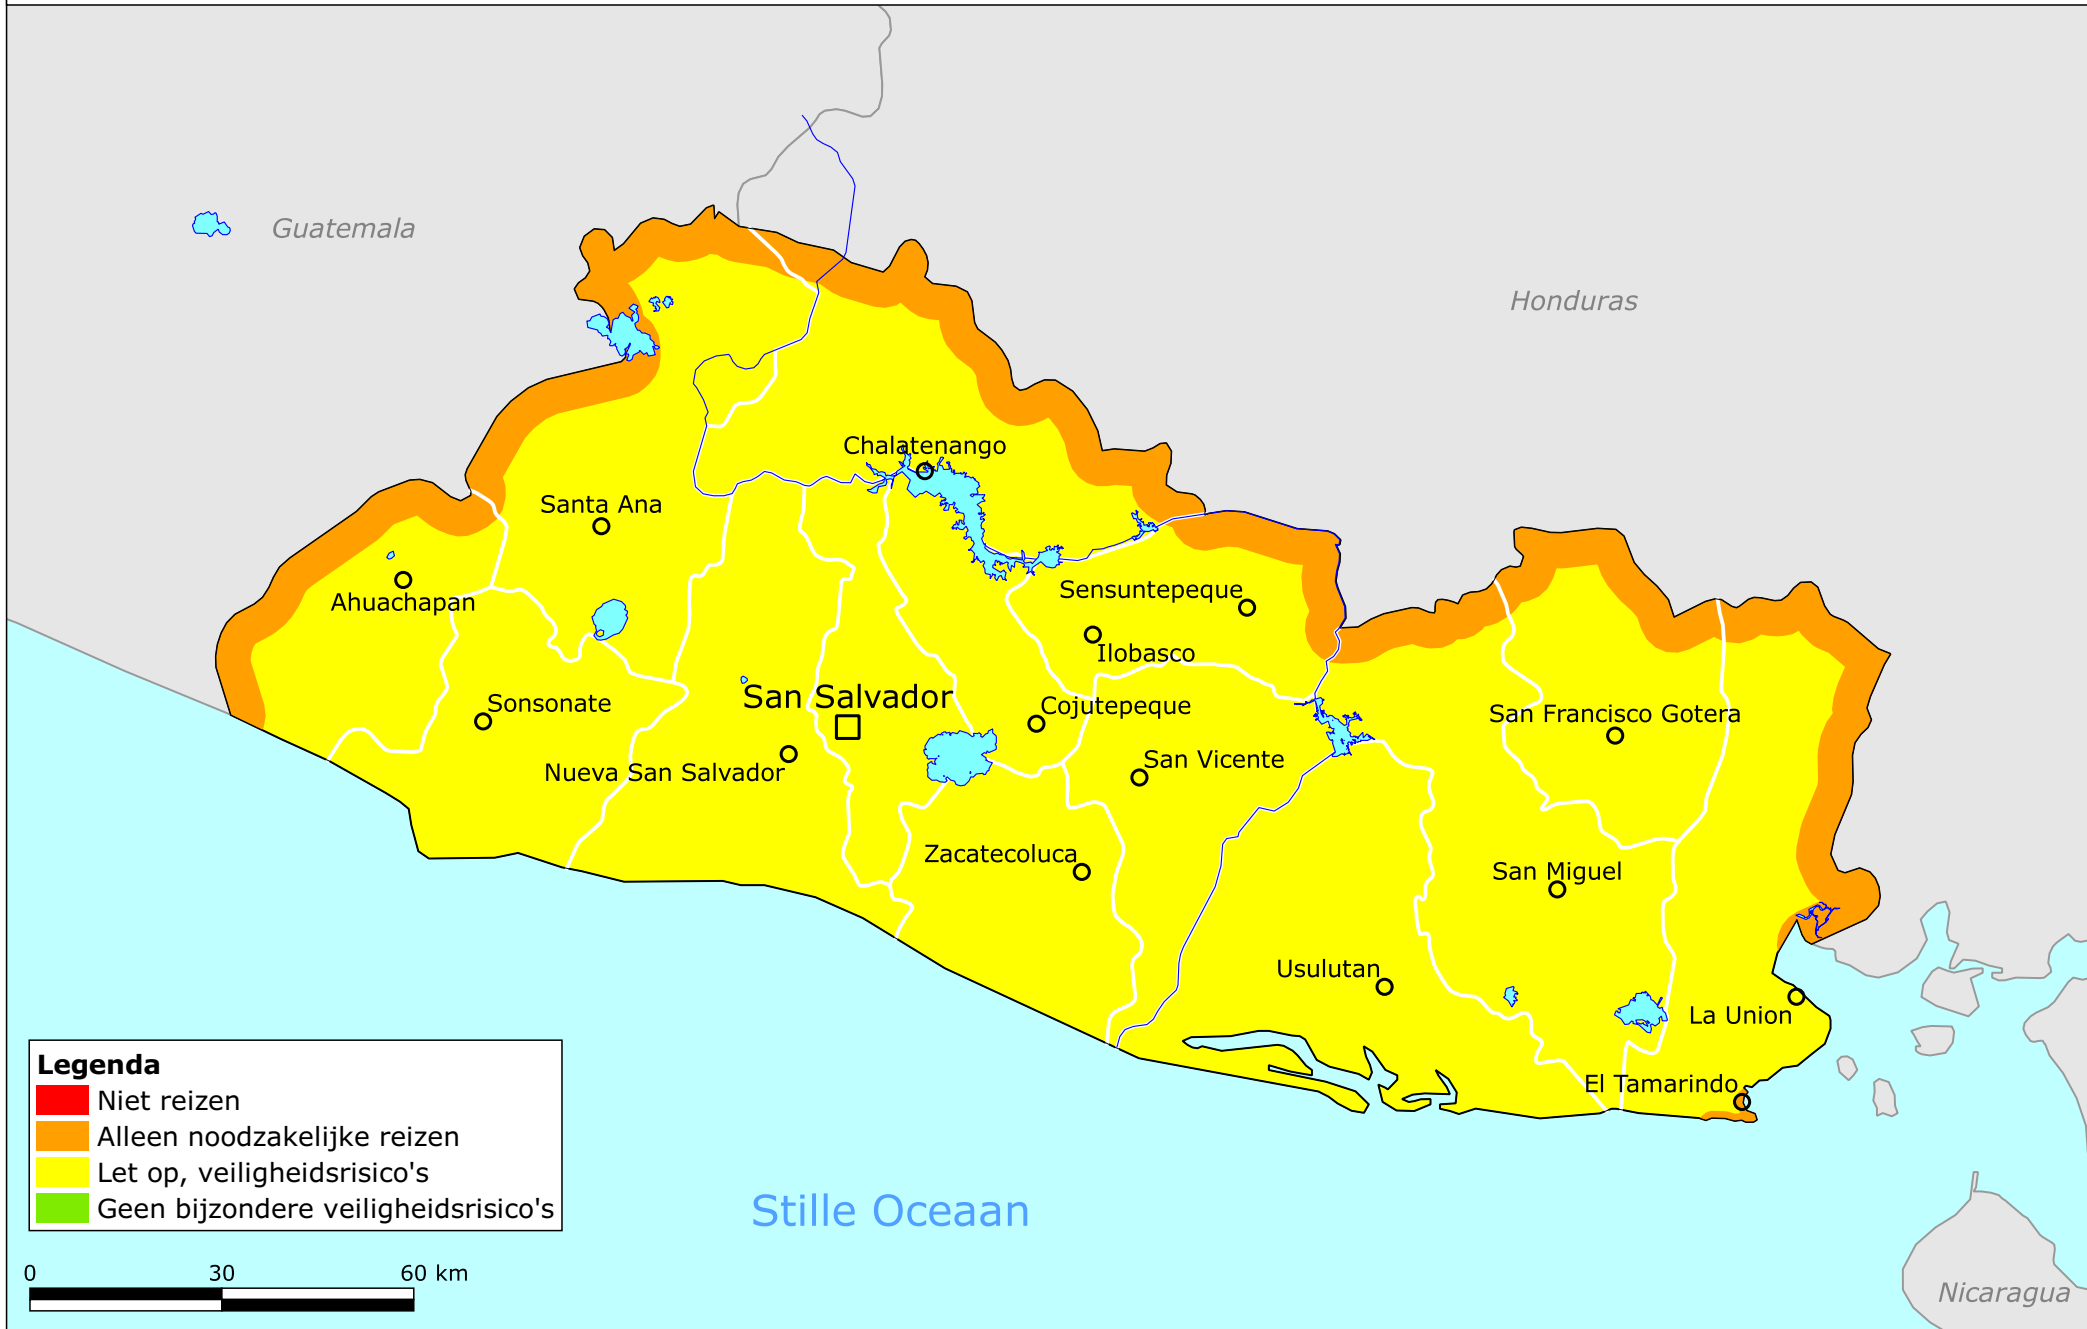 Guatemala
Honduras
Chalatenango
Santa Ana
Ahuachapan
Sensuntepeque
Ilobasco
San Salvador
Sonsonate
Cojutepeque
San Francisco Gotera
Nueva San Salvador
San Vicente
Zacatecoluca
San Miguel
Usulutan
La Union
El Tamarindo
Legenda
Niet reizen
Alleen noodzakelijke reizen
Let op, veiligheidsrisico's
Geen bijzondere veiligheidsrisico's
Stille Oceaan
0 30 60 km
Nicaragua